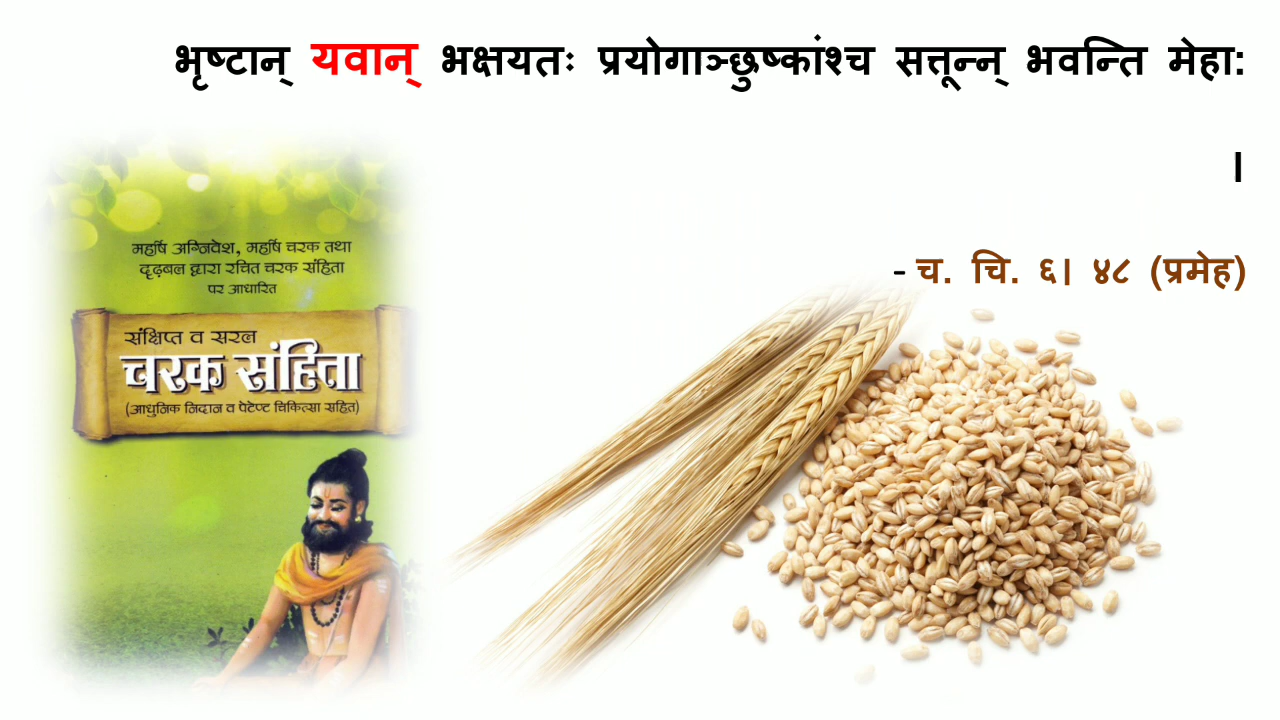 भृष्टान् यवान् भक्षयतः प्रयोगाञ्छुष्कांश्च सत्तून्न् भवन्ति मेहा:
।
- च. चि. ६। ४८ (प्रमेह)
महर्षि अग्निवेश, महर्षि चरक तथा
दृढ़बल द्वारा रचित चरक संहिता
पर आधारित
संक्षिप्त व सरल
चरक संहिता
(आधुनिक निदान व पेटेण्ट चिकित्सा सहित)